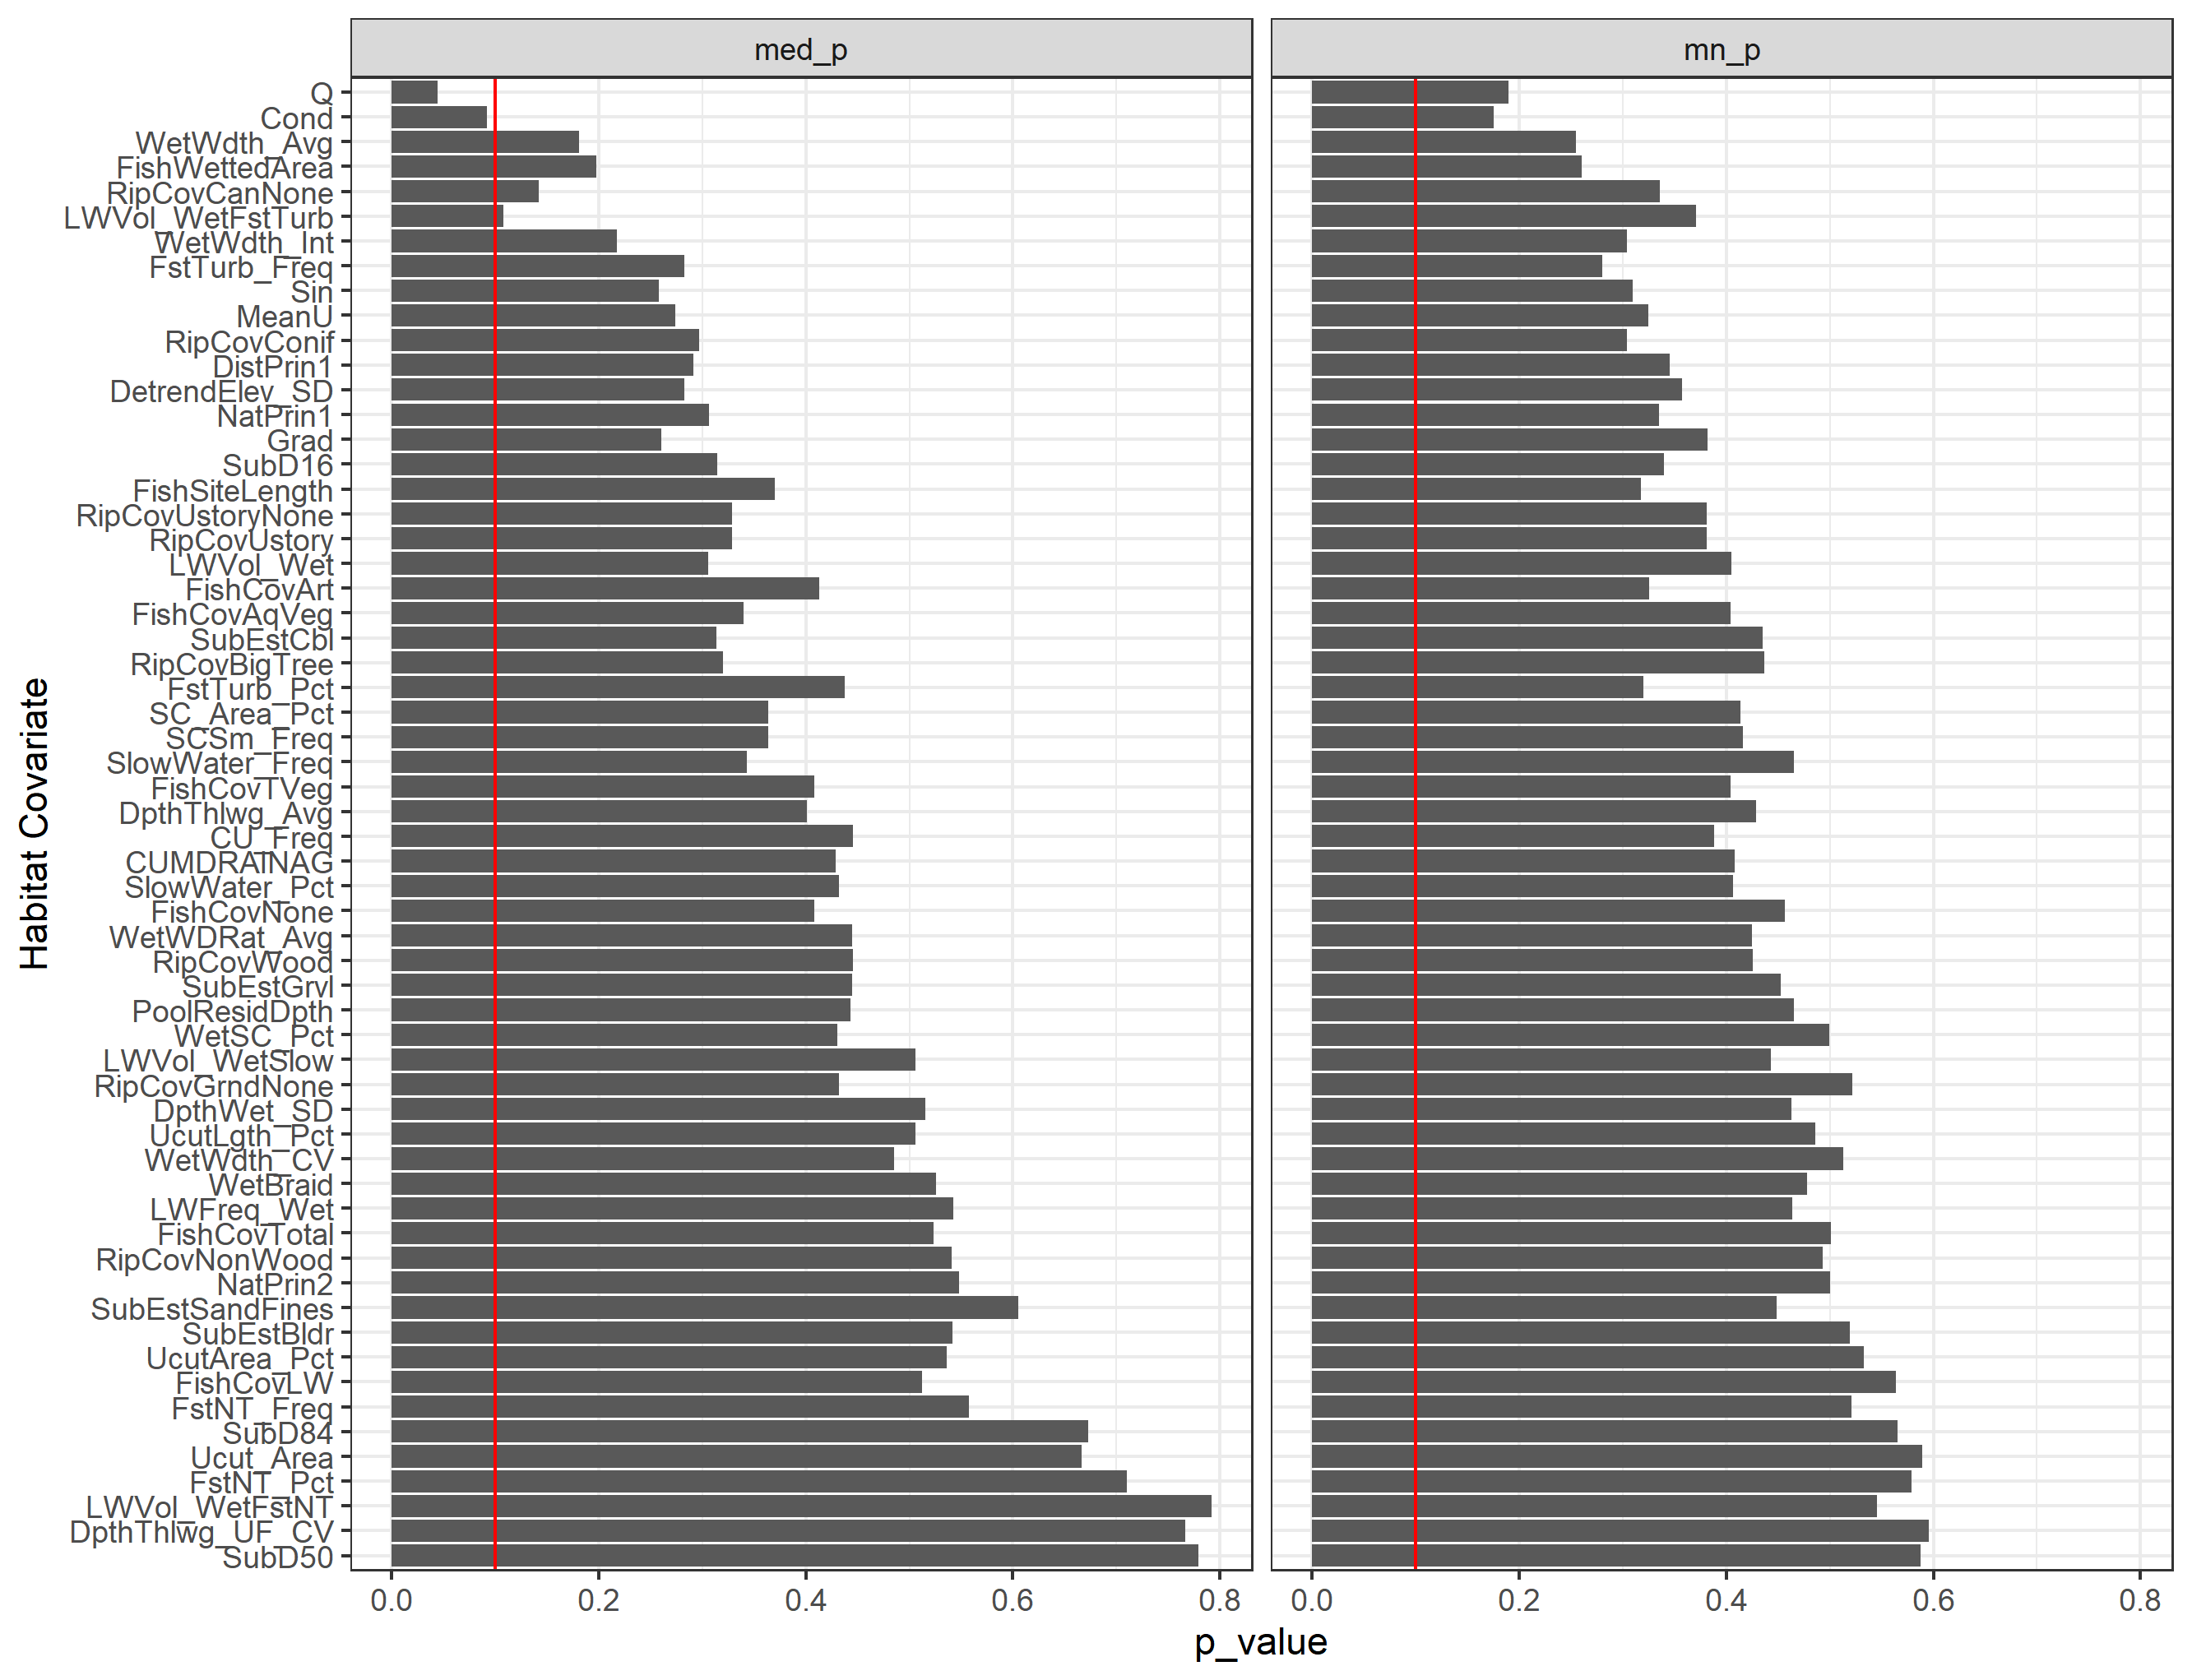 med_p
mn_p
Q
Cond
WetWdth_Avg
FishWettedArea
RipCovCanNone
LWVol_WetFstTurb
WetWdth_Int
FstTurb_Freq
Sin
MeanU
RipCovConif
DistPrin1
DetrendElev_SD
NatPrin1
Grad
SubD16
FishSiteLength
RipCovUstoryNone
RipCovUstory
LWVol_Wet
FishCovArt
FishCovAqVeg
SubEstCbl
RipCovBigTree
FstTurb_Pct
SC_Area_Pct
SCSm_Freq
SlowWater_Freq
FishCovTVeg
DpthThlwg_Avg
CU_Freq
CUMDRAINAG
SlowWater_Pct
FishCovNone
WetWDRat_Avg
RipCovWood
SubEstGrvl
PoolResidDpth
WetSC_Pct
LWVol_WetSlow
RipCovGrndNone
DpthWet_SD
UcutLgth_Pct
WetWdth_CV
WetBraid
LWFreq_Wet
FishCovTotal
RipCovNonWood
NatPrin2
SubEstSandFines
SubEstBldr
UcutArea_Pct
FishCovLW
FstNT_Freq
SubD84
Ucut_Area
FstNT_Pct
LWVol_WetFstNT
DpthThlwg_UF_CV
SubD50
Habitat Covariate
0.0 0.2 0.4 0.6 0.8
0.0 0.2 0.4 0.6 0.8
p_value